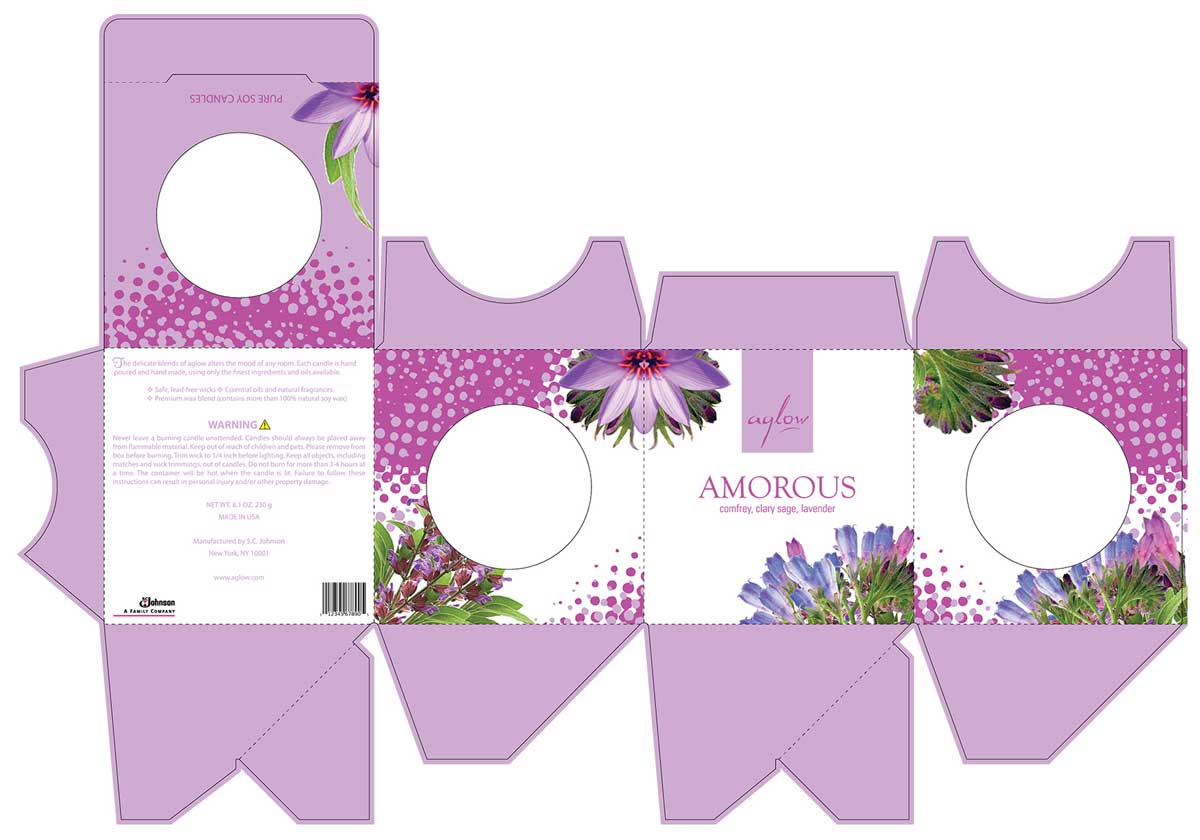 PURE SOY CANDLES
The delicate blends of aglow alters the mood of any room. Each candle is hand
poured and hand made, using only the finest ingredients and oils available.
❖ Safe, lead-free wicks ❖ Essential oils and natural fragrances
❖ Premium wax blend (contains more than 100% natural soy wax)
WARNING
Never leave a burning candle unattended. Candles should always be placed away
from flammable material. Keep out of reach of children and pets. Please remove from
box before burning. Trim wick to 1/4 inch before lighting. Keep all objects, including
matches and wick trimmings, out of candles. Do not burn for more than 3-4 hours at
a time. The container will be hot when the candle is lit. Failure to follow these
instructions can result in personal injury and/or other property damage.
NET WT. 8.1 OZ. 230 g
MADE IN USA
Manufactured by S.C. Johnson
New York, NY 10001
www.aglow.com
SC Johnson
A FAMILY COMPANY
1 23456 7890
aglow
AMOROUS
comfrey, clary sage, lavender